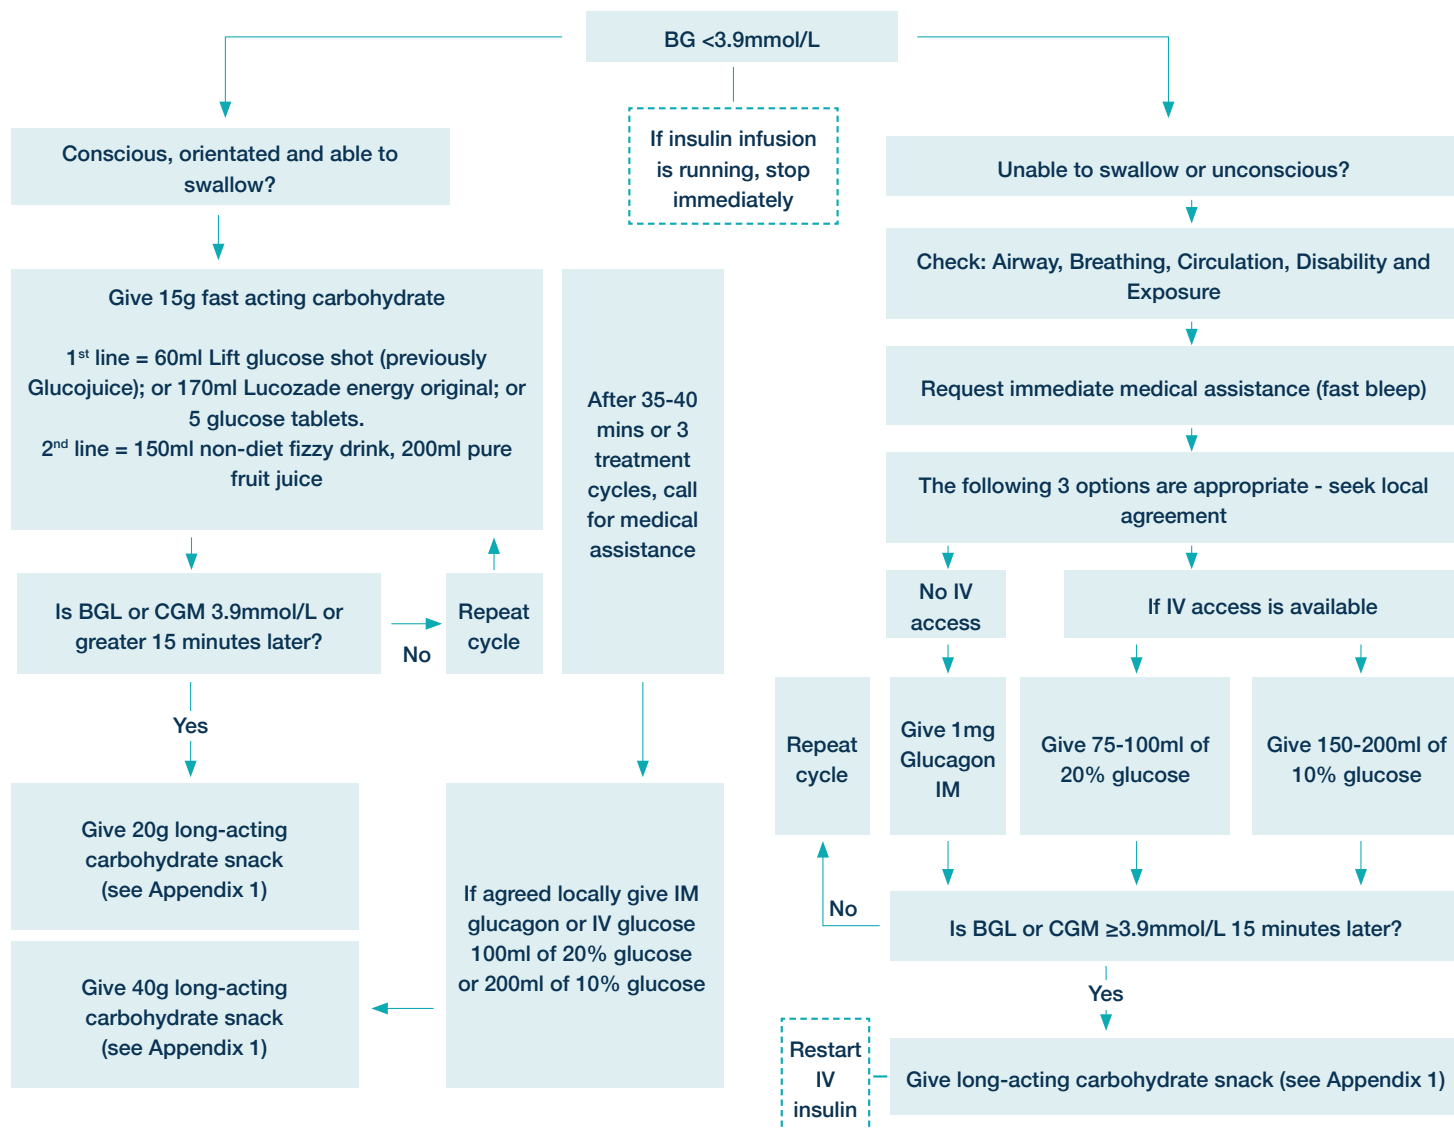 BG <3.9mmol/L
If insulin infusion
is running, stop
immediately
Conscious, orientated and able to
swallow?
Give 15g fast acting carbohydrate
1st line = 60ml Lift glucose shot (previously
Glucojuice); or 170ml Lucozade energy original; or
5 glucose tablets.
2nd line = 150ml non-diet fizzy drink, 200ml pure
fruit juice
Is BGL or CGM 3.9mmol/L or
greater 15 minutes later?
No
Repeat
cycle
Yes
Give 20g long-acting
carbohydrate snack
(see Appendix 1)
After 35-40
mins or 3
treatment
cycles, call
for medical
assistance
If agreed locally give IM
glucagon or IV glucose
100ml of 20% glucose
or 200ml of 10% glucose
Give 40g long-acting
carbohydrate snack
(see Appendix 1)
Unable to swallow or unconscious?
Check: Airway, Breathing, Circulation, Disability and
Exposure
Request immediate medical assistance (fast bleep)
The following 3 options are appropriate - seek local
agreement
No IV
access
If IV access is available
Give 1mg
Glucagon
IM
Give 75-100ml of
20% glucose
Give 150-200ml of
10% glucose
Is BGL or CGM ≥3.9mmol/L 15 minutes later?
No
Repeat
cycle
Yes
Give long-acting carbohydrate snack (see Appendix 1)
Restart
IV
insulin